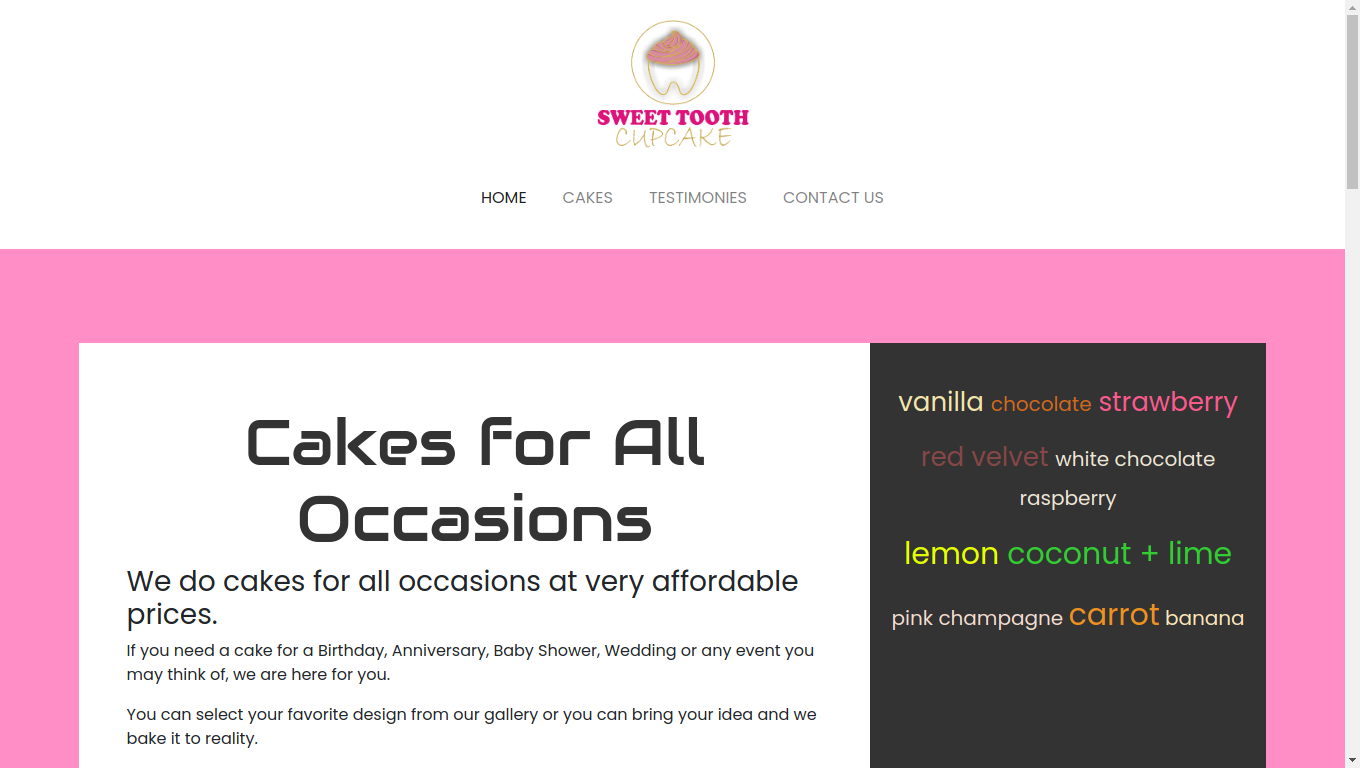 SWEET TOOTH
CUPCAKE
HOME CAKES TESTIMONIES CONTACT US
Cakes for All
Occasions
We do cakes for all occasions at very affordable
prices.
If you need a cake for a Birthday, Anniversary, Baby Shower, Wedding or any event you
may think of, we are here for you.
You can select your favorite design from our gallery or you can bring your idea and we
bake it to reality.
vanilla chocolate strawberry
red velvet white chocolate
raspberry
lemon coconut + lime
pink champagne carrot banana